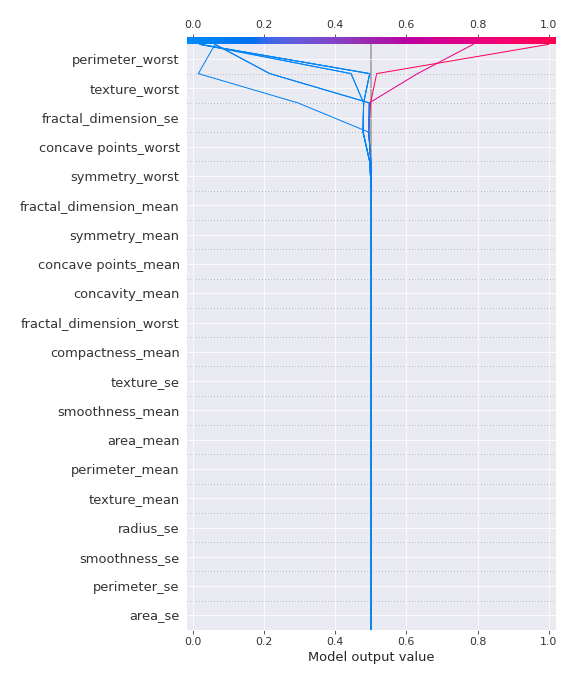 0.0 0.2 0.4 0.6 0.8 1.0
perimeter_worst
texture_worst
fractal_dimension_se
concave points_worst
symmetry_worst
fractal_dimension_mean
symmetry_mean
concave points_mean
concavity_mean
fractal_dimension_worst
compactness_mean
texture_se
smoothness_mean
area_mean
perimeter_mean
texture_mean
radius_se
smoothness_se
perimeter_se
area_se
0.0 0.2 0.4 0.6 0.8 1.0
Model output value